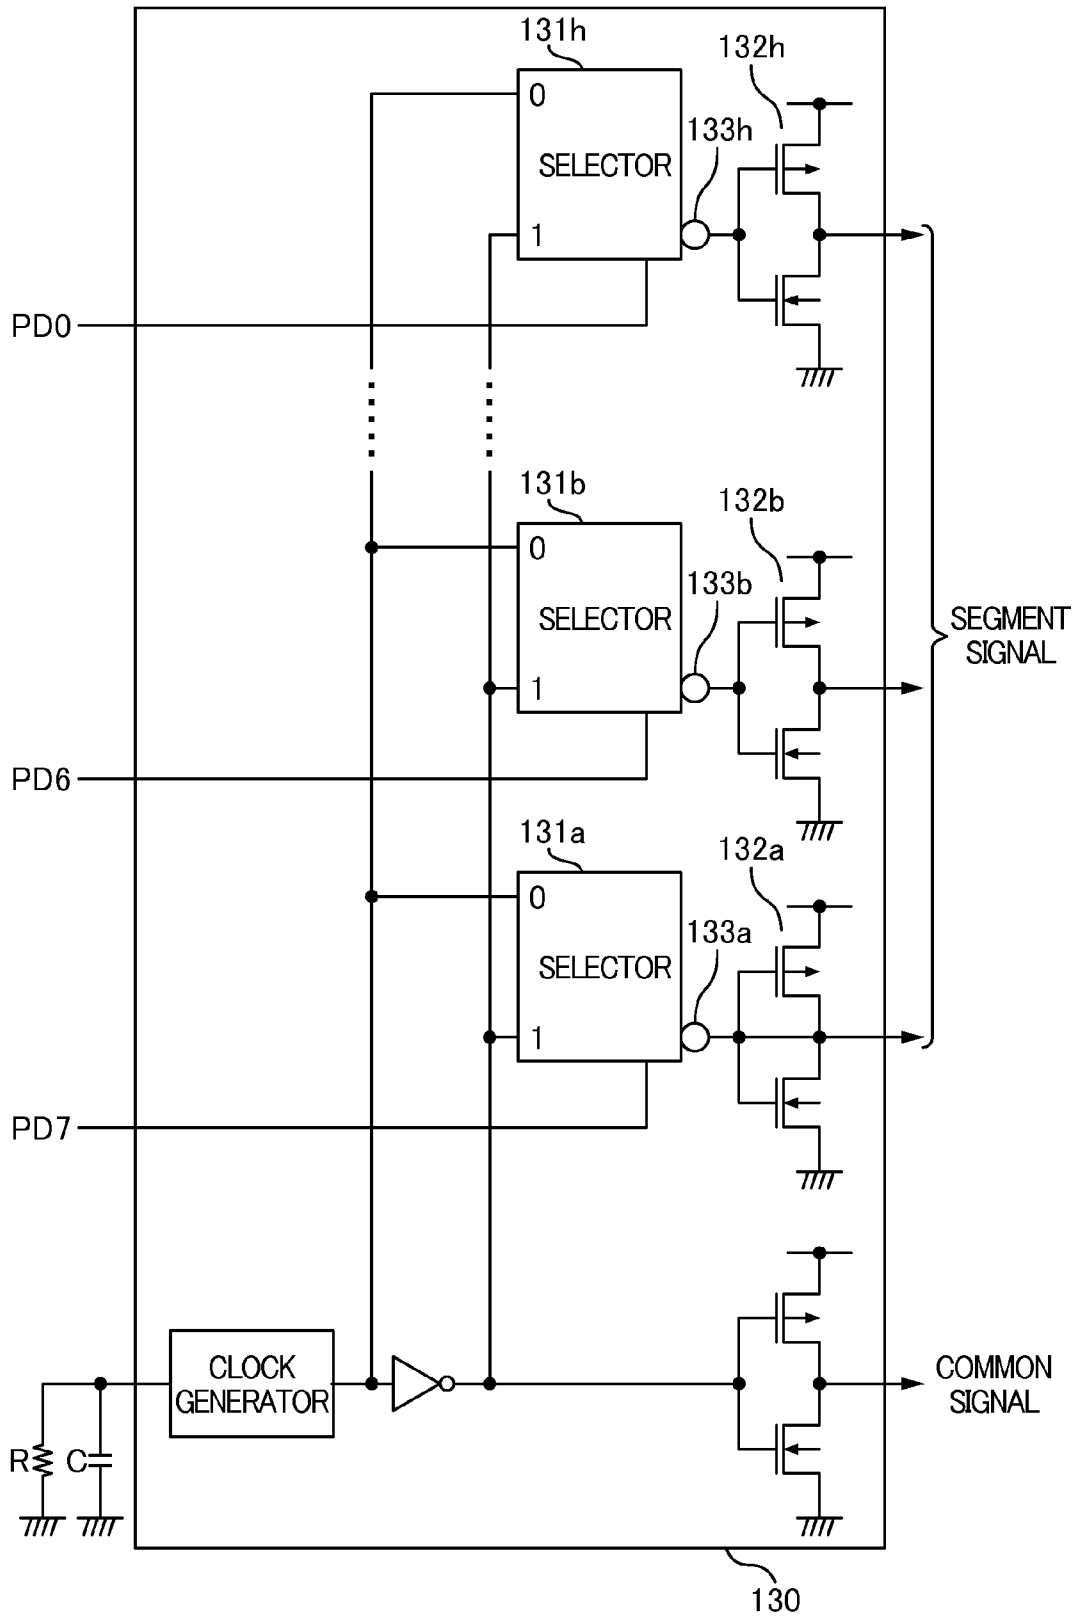 131h
132h
0
133h
SELECTOR
1
PD0
131b
132b
0
133b
SELECTOR
SEGMENT
SIGNAL
1
PD6
131a
132a
0
133a
SELECTOR
1
PD7
CLOCK
GENERATOR
COMMON
SIGNAL
R
C
130